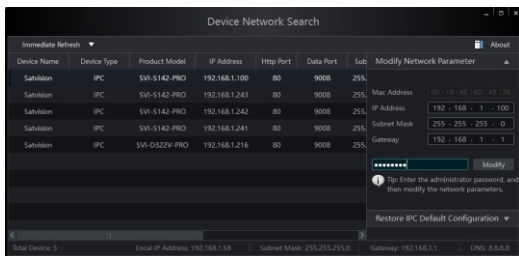 Device Network Search
Immediate Refresh ▼ About
Device Name Device Type Product Model IP Address Http Port Data Port Sub
Satvision IPC SVI-S142-PRO 192.168.1.100 80 9008 255.
Satvision IPC SVI-S142-PRO 192.168.1.243 80 9008 255.
Satvision IPC SVI-S142-PRO 192.168.1.242 80 9008 255.
Satvision IPC SVI-S142-PRO 192.168.1.241 80 9008 255.
Satvision IPC SVI-D322V-PRO 192.168.1.216 80 9008 255.
Modify Network Parameter
Mac Address
IP Address 192 . 168 . 1 . 100
Subnet Mask 255 . 255 . 255 . 0
Gateway 192 . 168 . 1 . 1
•••••••• Modify
Tip: Enter the administrator password, and
then modify the network parameters.
Restore IPC Default Configuration ▼
Total Device: 5 Local IP Address: 192.168.1.58 Subnet Mask: 255.255.255.0 Gateway: 192.168.1.1 DNS: 8.8.8.8